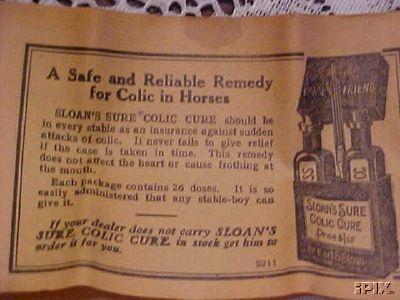 A Safe and Reliable Remedy
for Colic in Horses
SLOAN'S SURE COLIC CURE should be
in every stable as an insurance against sudden
attacks of colic. It never fails to give relief
if the case is taken in time. This remedy
does not affect the heart or cause frothing at
the mouth.
Each package contains 26 doses. It is so
easily administered that any stable-boy can
give it.
If your dealer does not carry SLOAN'S
SURE COLIC CURE in stock get him to
order it for you.
FRIEND
SLOAN'S SURE
COLIC CURE
iPIX